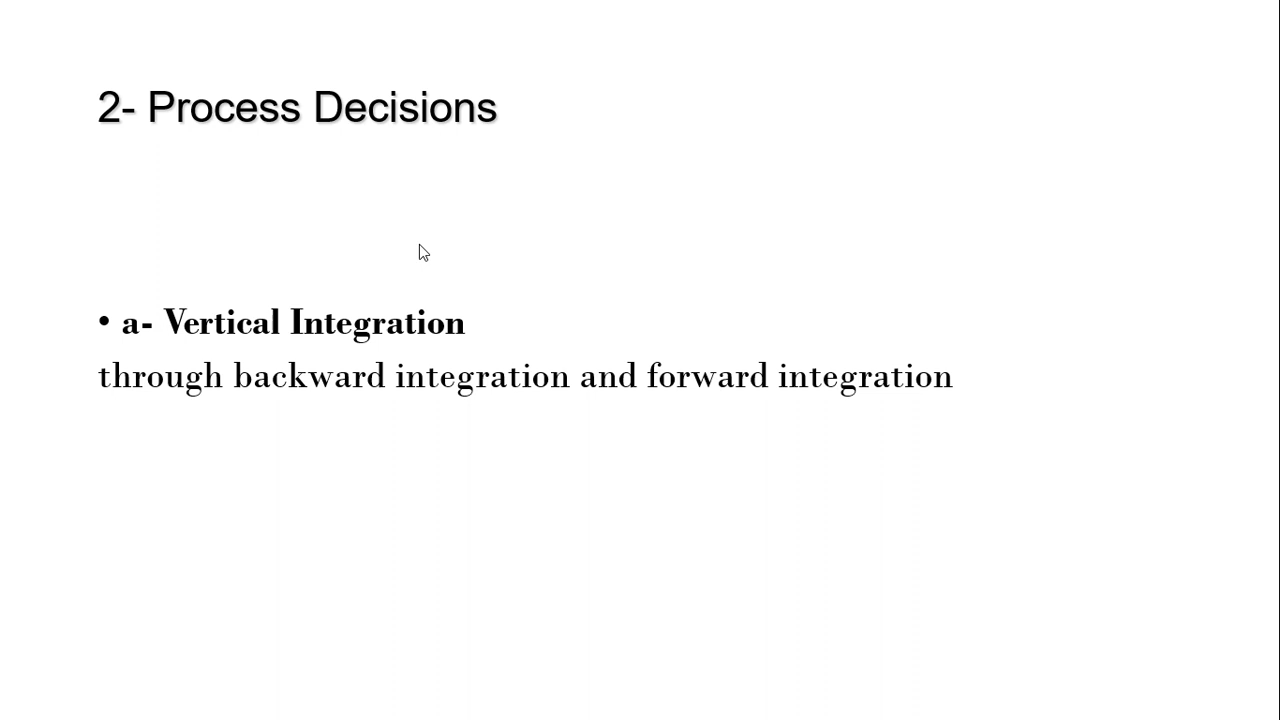 2- Process Decisions
• a- Vertical Integration
through backward integration and forward integration